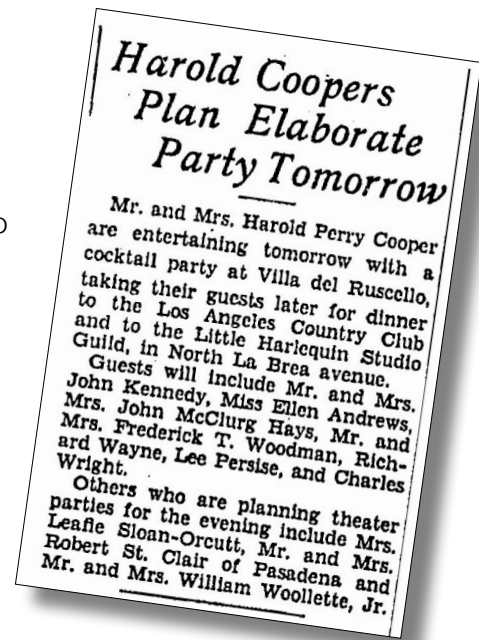 Harold Coopers
Plan Elaborate
Party Tomorrow
Mr. and Mrs. Harold Perry Cooper
are entertaining tomorrow with a
cocktail party at Villa del Ruscello,
taking their guests later for dinner
to the Los Angeles Country Club
and to the Little Harlequin Studio
Guild, in North La Brea avenue.
Guests will include Mr. and Mrs.
John Kennedy, Miss Ellen Andrews,
Mrs. John McClurg Hays, Mr. and
Mrs. Frederick T. Woodman, Rich-
ard Wayne, Lee Persise, and Charles
Wright.
Others who are planning theater
parties for the evening include Mrs.
Leafie Sloan-Orcutt, Mr. and Mrs.
Robert St. Clair of Pasadena and
Mr. and Mrs. William Woollette, Jr.